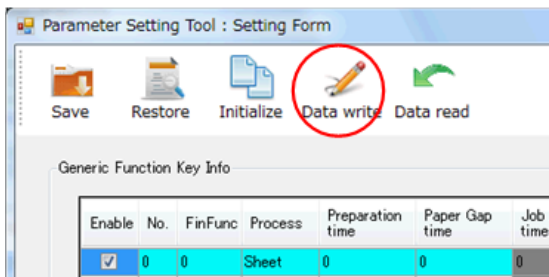 Parameter Setting Tool : Setting Form
Save Restore Initialize Data write Data read
Generic Function Key Info
Enable No. FinFunc Process Preparation time Paper Gap time Job time
0 0 Sheet 0 0 0